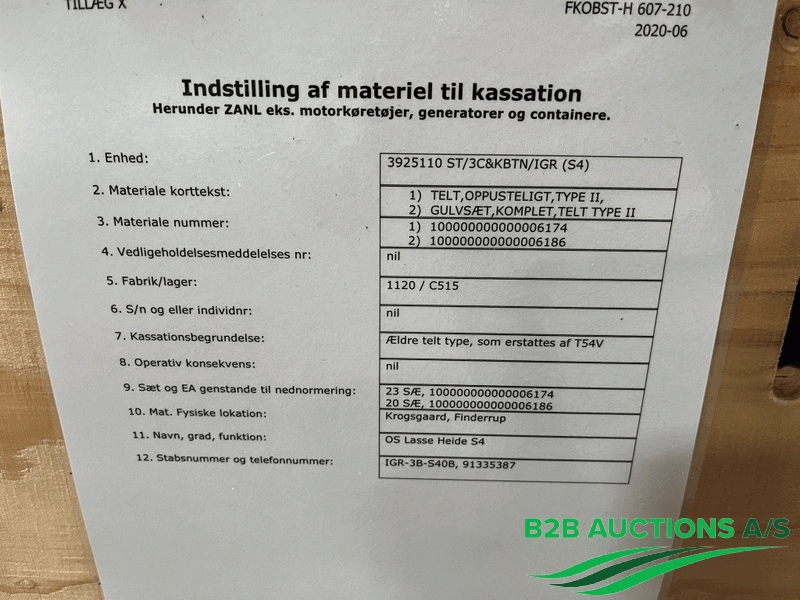 TILLÆG X
FKOBST-H 607-210
2020-06
Indstilling af materiel til kassation
Herunder ZANL eks. motorkøretøjer, generatorer og containere.
1. Enhed: 3925110 ST/3C&KBTN/IGR (S4)
2. Materiale korttekst: 1) TELT,OPPUSTELIGT,TYPE II,
2) GULVSÆT,KOMPLET,TELT TYPE II
3. Materiale nummer: 1) 100000000000006174
2) 100000000000006186
4. Vedligeholdelsesmeddelelses nr: nil
5. Fabrik/lager: 1120 / C515
6. S/n og eller individnr: nil
7. Kassationsbegrundelse: Ældre telt type, som erstattes af T54V
8. Operativ konsekvens: nil
9. Sæt og EA genstande til nednormering: 23 SÆ, 100000000000006174
20 SÆ, 100000000000006186
10. Mat. Fysiske lokation: Krogsgaard, Finderrup
11. Navn, grad, funktion: OS Lasse Heide S4
12. Stabsnummer og telefonnummer: IGR-3B-S40B, 91335387
B2B AUCTIONS A/S